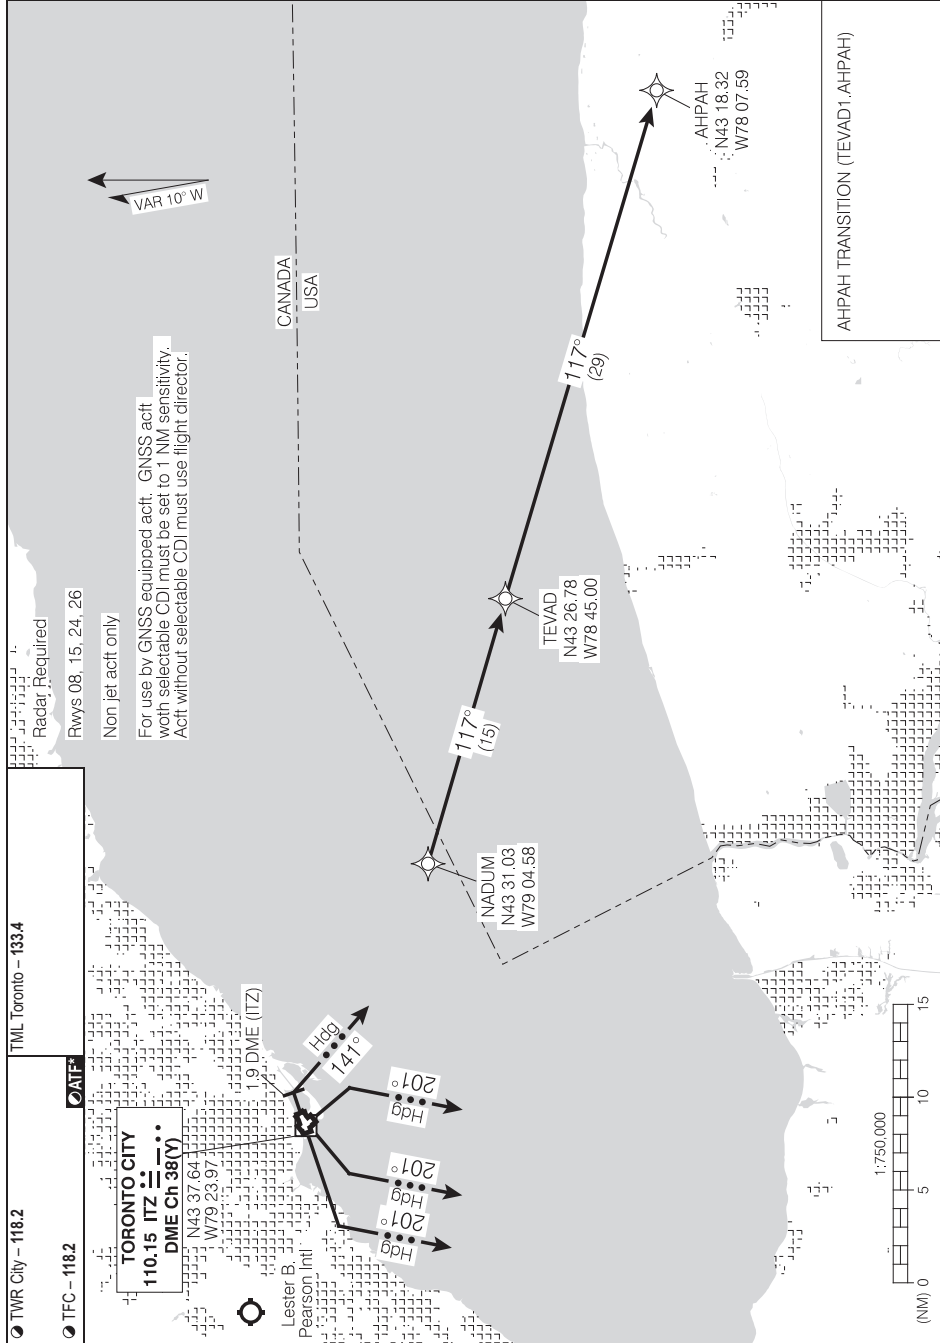 TWR City – 118.2
TML Toronto – 133.4
TFC – 118.2
ATF*
Radar Required
Rwys 08, 15, 24, 26
Non jet acft only
For use by GNSS equipped acft. GNSS acft
woth selectable CDI must be set to 1 NM sensitivity.
Acft without selectable CDI must use flight director.
VAR 10° W
TORONTO CITY
110.15 ITZ
DME Ch 38(Y)
N43 37.64
W79 23.97
1.9 DME (ITZ)
Lester B.
Pearson Intl
Hdg
141°
Hdg
201°
Hdg
201°
Hdg
201°
CANADA
USA
NADUM
N43 31.03
W79 04.58
117°
(15)
TEVAD
N43 26.78
W78 45.00
117°
(29)
AHPAH
N43 18.32
W78 07.59
1:750,000
(NM) 0 5 10 15
AHPAH TRANSITION (TEVAD1.AHPAH)